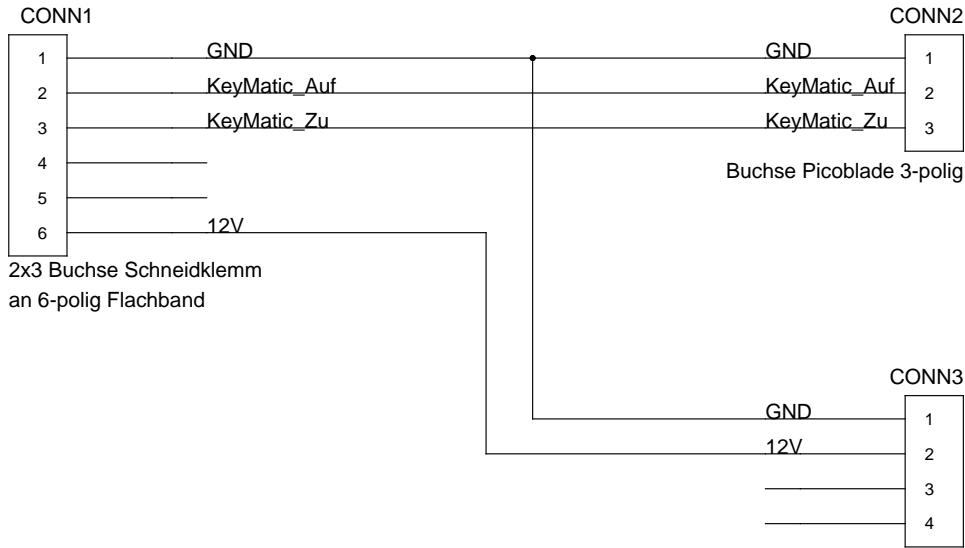 CONN1
CONN2
1 GND GND 1
2 KeyMatic_Auf KeyMatic_Auf 2
3 KeyMatic_Zu KeyMatic_Zu 3
4
Buchse Picoblade 3-polig
5
6 12V
2x3 Buchse Schneidklemm
an 6-polig Flachband
CONN3
GND 1
12V 2
3
4